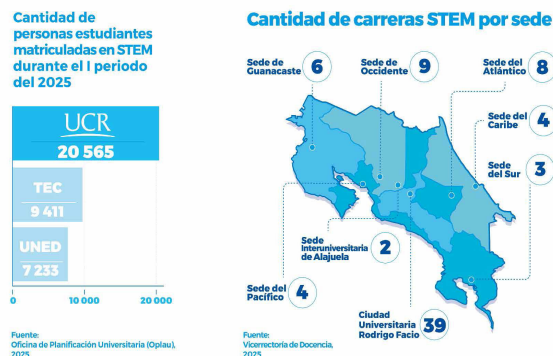 Cantidad de
personas estudiantes
matriculadas en STEM
durante el I periodo
del 2025
UCR
20 565
TEC
9 411
UNED
7 233
0
10 000
20 000
Fuente:
Oficina de Planificación Universitaria (Oplau),
2025
Cantidad de carreras STEM por sede
Sede de
Guanacaste
6
Sede de
Occidente
9
Sede del
Atlántico
8
Sede del
Caribe
4
Sede
del Sur
3
Sede
Interuniversitaria
de Alajuela
2
Sede del
Pacífico
4
Ciudad
Universitaria
Rodrigo Facio
39
Fuente:
Vicerrectoría de Docencia,
2025